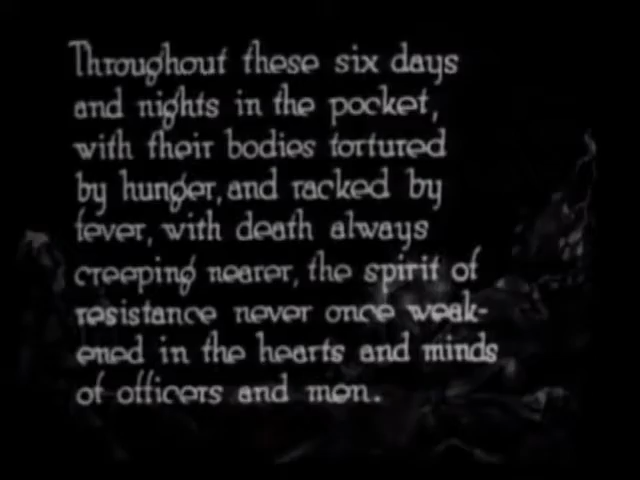 Throughout these six days
and nights in the pocket,
with their bodies tortured
by hunger, and racked by
fever, with death always
creeping nearer, the spirit of
resistance never once weak-
ened in the hearts and minds
of officers and men.